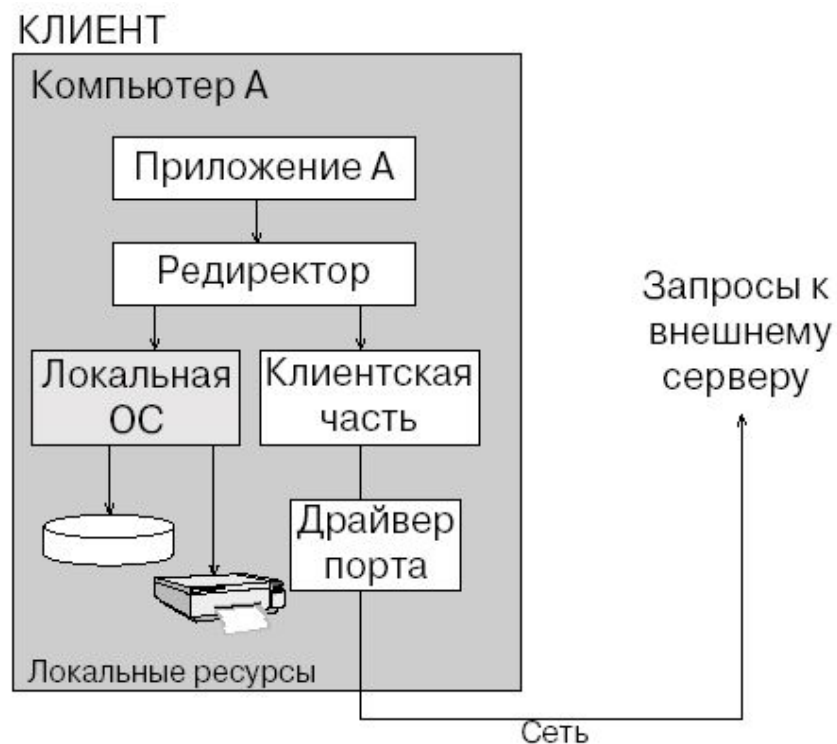 КЛИЕНТ
Компьютер А
Приложение А
Редиректор
Локальная
ОС
Клиентская
часть
Драйвер
порта
Локальные ресурсы
Сеть
Запросы к
внешнему
серверу